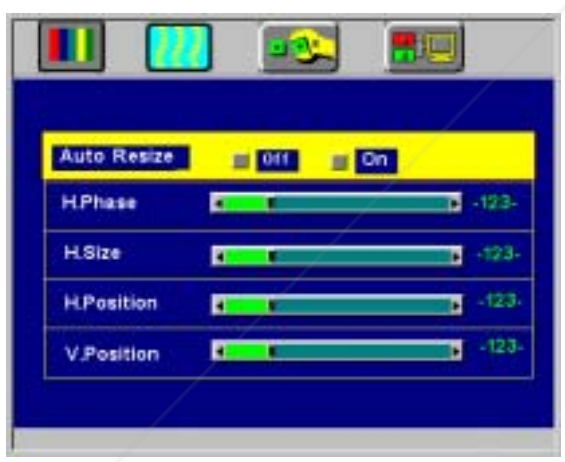 Auto Resize Off On
H.Phase -123-
H.Size -123-
H.Position -123-
V.Position -123-